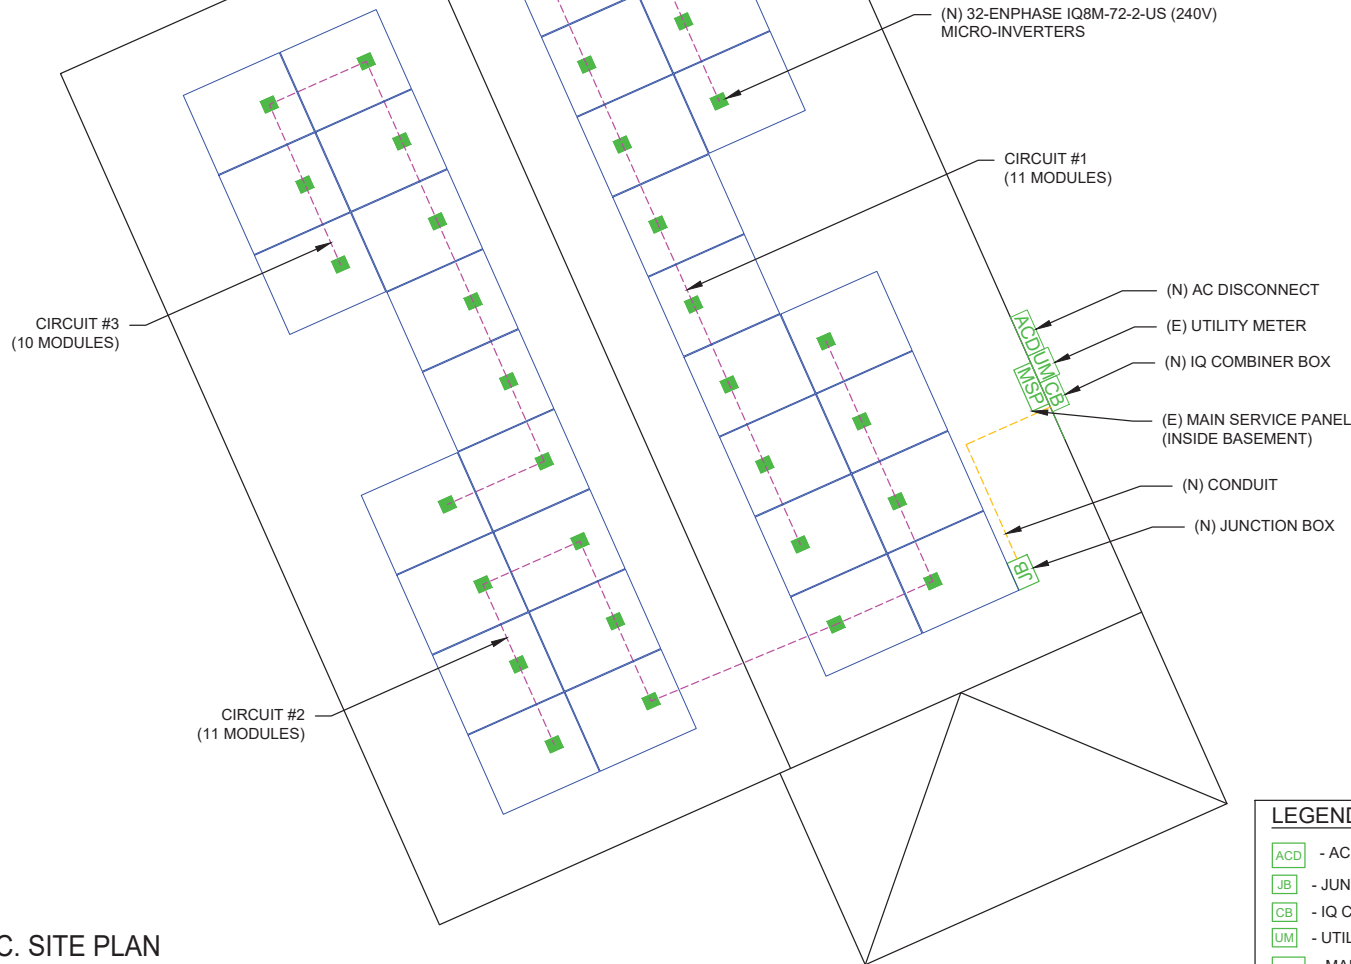 (N) 32-ENPHASE IQ8M-72-2-US (240V)
MICRO-INVERTERS
CIRCUIT #1
(11 MODULES)
(N) AC DISCONNECT
ACD
(E) UTILITY METER
UM
CIRCUIT #3
(10 MODULES)
(N) IQ COMBINER BOX
CB
MSP
(E) MAIN SERVICE PANEL
(INSIDE BASEMENT)
(N) CONDUIT
(N) JUNCTION BOX
JB
CIRCUIT #2
(11 MODULES)
LEGEND
ACD - AC
JB - JUN
CB - IQ C
UM - UTIL
C. SITE PLAN